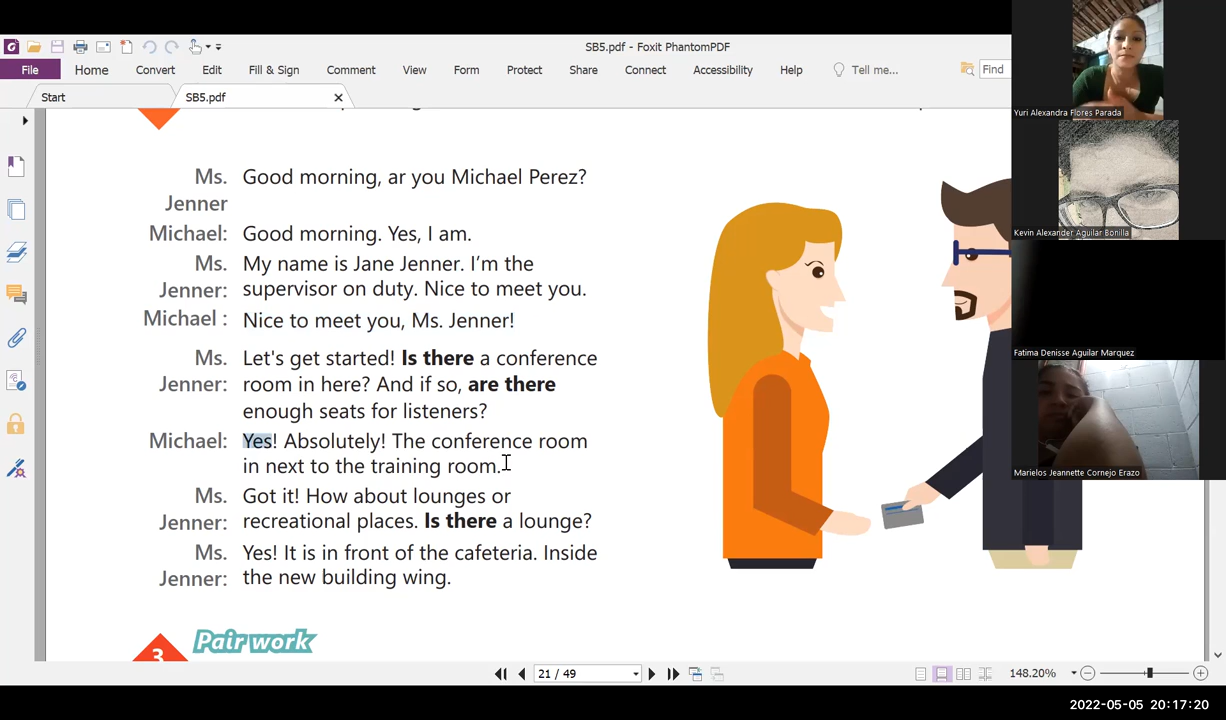 SB5.pdf - Foxit PhantomPDF
File Home Convert Edit Fill & Sign Comment View Form Protect Share Connect Accessibility Help Tell me... Find
Start SB5.pdf
Ms. Good morning, ar you Michael Perez?
Jenner
Michael: Good morning. Yes, I am.
Ms. My name is Jane Jenner. I'm the
Jenner: supervisor on duty. Nice to meet you.
Michael : Nice to meet you, Ms. Jenner!
Ms. Let's get started! Is there a conference
Jenner: room in here? And if so, are there
enough seats for listeners?
Michael: Yes! Absolutely! The conference room
in next to the training room.
Ms. Got it! How about lounges or
Jenner: recreational places. Is there a lounge?
Ms. Yes! It is in front of the cafeteria. Inside
Jenner: the new building wing.
3 Pair work
21 / 49
148.20%
Yuri Alexandra Flores Parada
Kevin Alexander Aguilar Bonilla
Fatima Denisse Aguilar Marquez
Marielos Jeannette Cornejo Erazo
2022-05-05 20:17:20